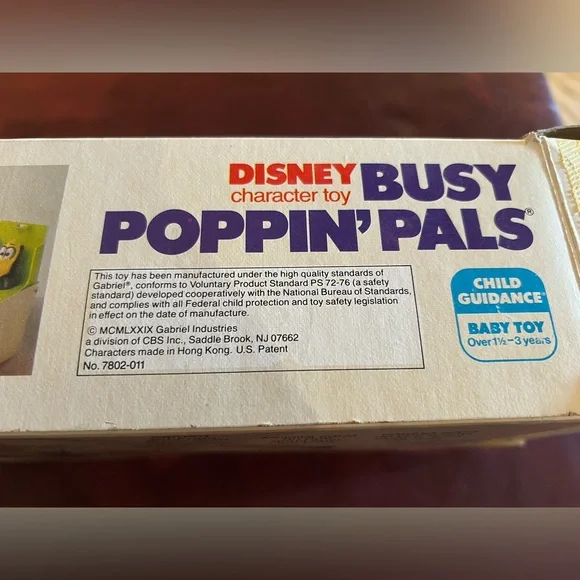 DISNEY BUSY
character toy
POPPIN' PALS®
This toy has been manufactured under the high quality standards of
Gabriel®, conforms to Voluntary Product Standard PS 72-76 (a safety
standard) developed cooperatively with the National Bureau of Standards,
and complies with all Federal child protection and toy safety legislation
in effect on the date of manufacture.
© MCMLXXIX Gabriel Industries
a division of CBS Inc., Saddle Brook, NJ 07662
Characters made in Hong Kong. U.S. Patent
No. 7802-011
CHILD
GUIDANCE®
BABY TOY
Over 1½-3 years